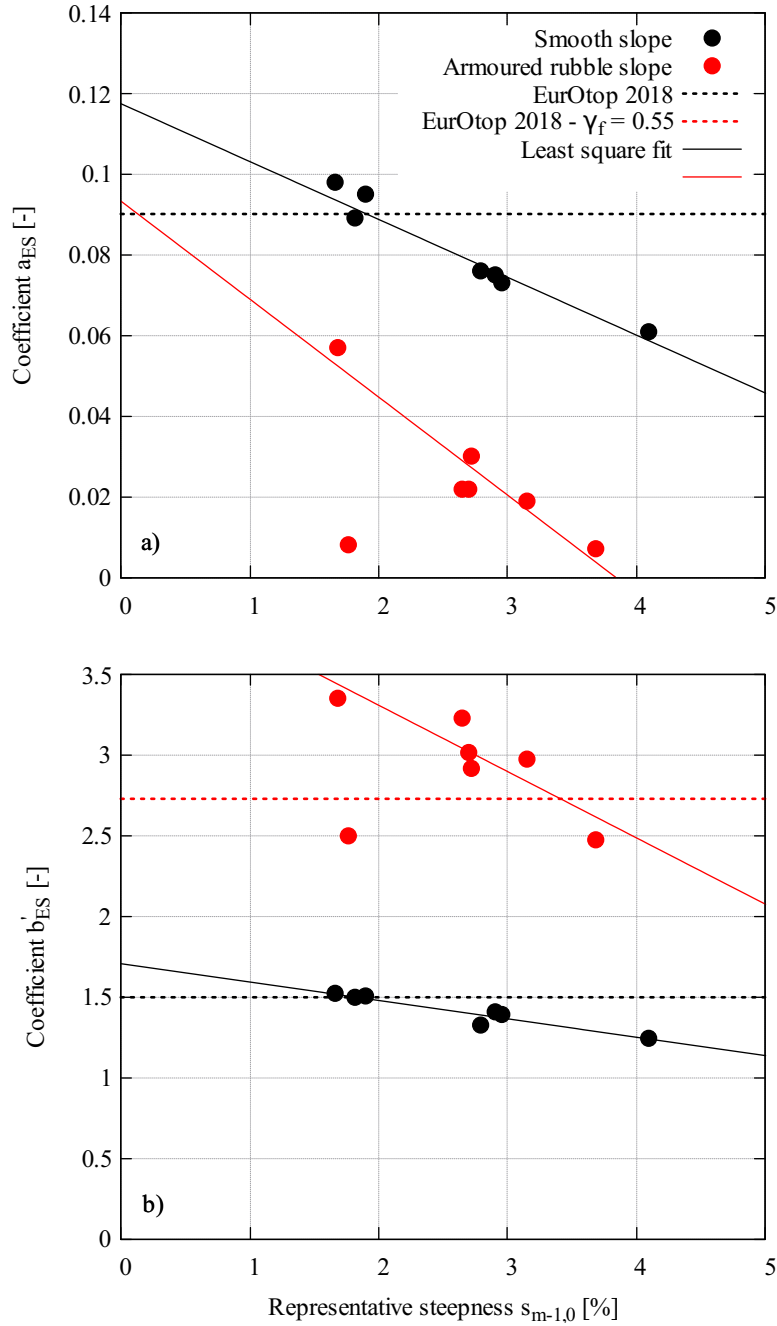 Smooth slope
Armoured rubble slope
EurOtop 2018
EurOtop 2018 - γf = 0.55
Least square fit
0.14
0.12
0.1
0.08
0.06
0.04
0.02
0
Coefficient aES [-]
a)
0 1 2 3 4 5
3.5
3
2.5
2
1.5
1
0.5
0
Coefficient b'ES [-]
b)
0 1 2 3 4 5
Representative steepness sm-1,0 [%]